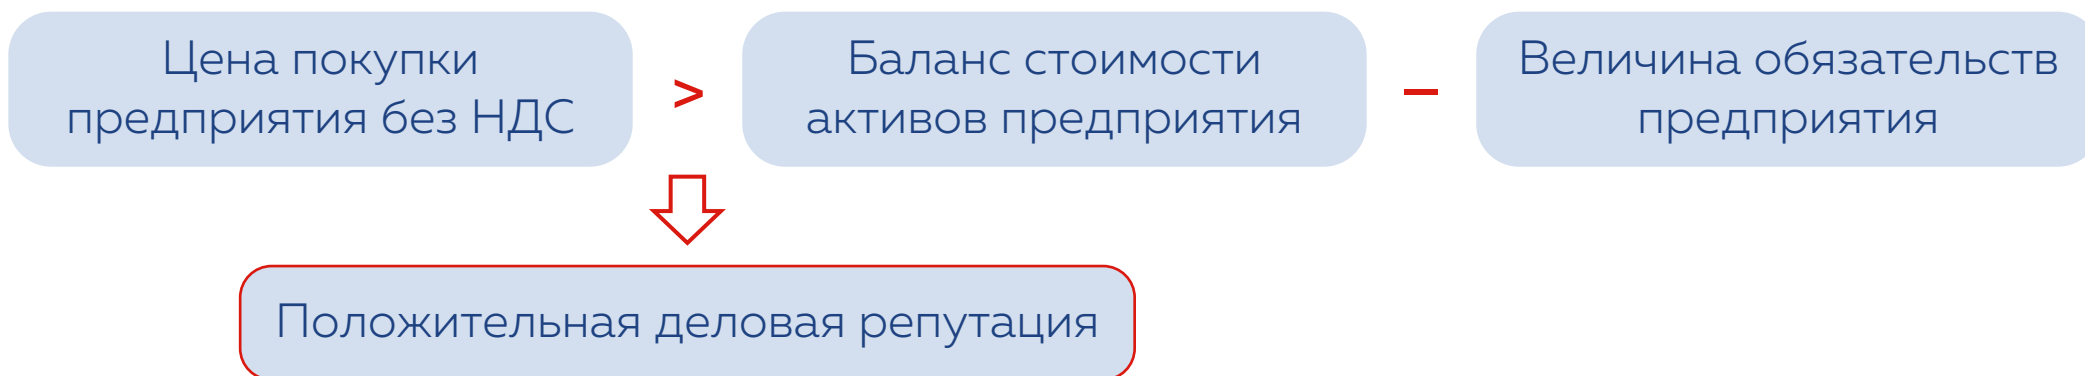 Цена покупки
предприятия без НДС
>
Баланс стоимости
активов предприятия
–
Величина обязательств
предприятия
Положительная деловая репутация